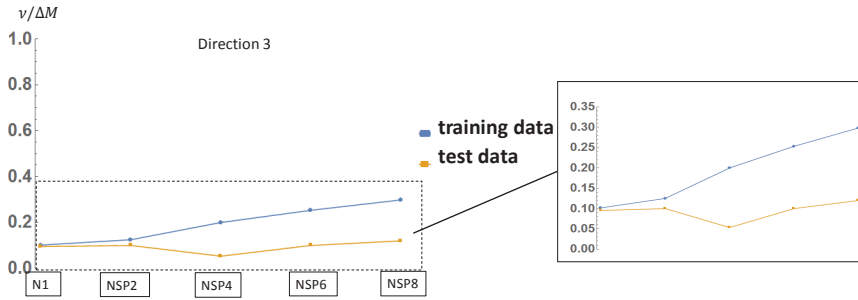 ν/ΔM
Direction 3
1.0
0.8
0.6
0.4
0.2
0.0
N1
NSP2
NSP4
NSP6
NSP8
training data
test data
0.35
0.30
0.25
0.20
0.15
0.10
0.05
0.00